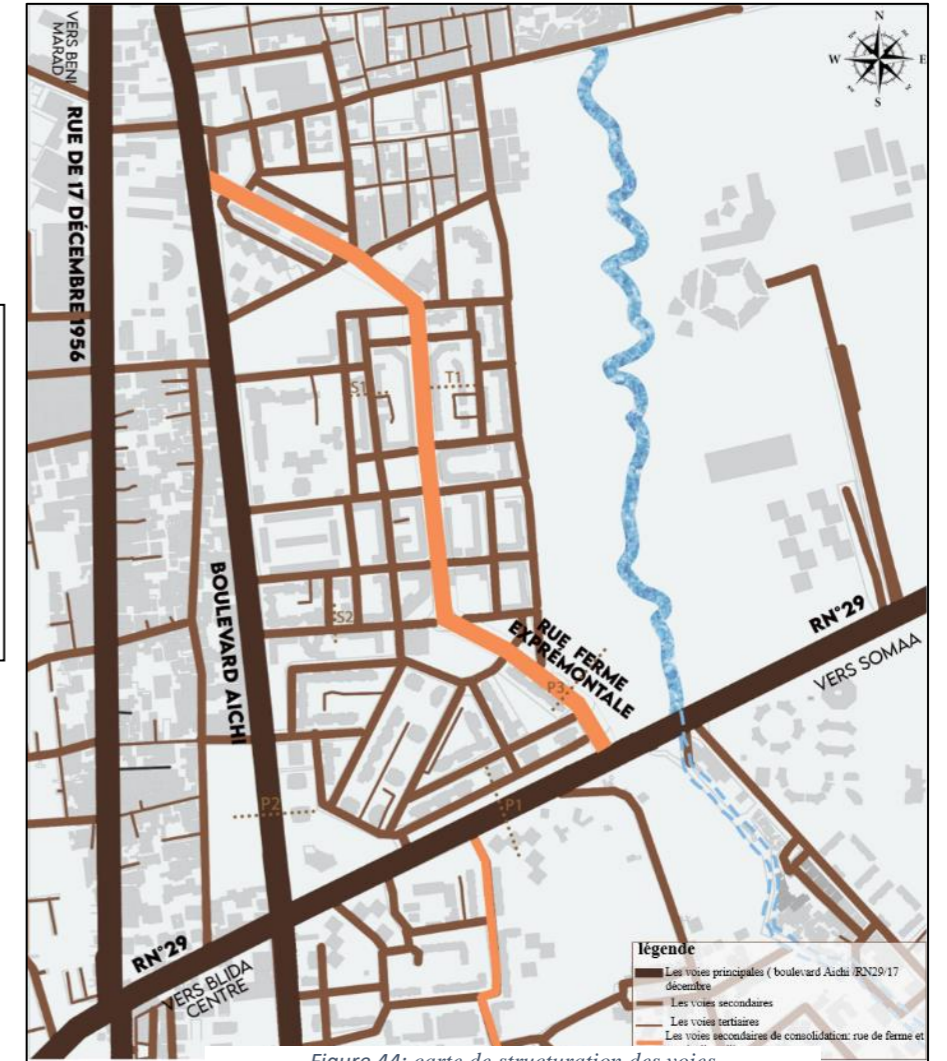 VERS BENI
MARAD
RUE DE 17 DÉCEMBRE 1956
N
W E
S
S1
T1
BOULEVARD AICHI
S2
RN°29
VERS SOMAA
RUE FERME
EXPREMONTALE
P3
P2
P1
RN°29
VERS BLIDA
CENTRE
légende
Les voies principales ( boulevard Aichi /RN29/17
décembre
Les voies secondaires
Les voies tertiaires
Les voies secondaires de consolidation: rue de ferme et
Figure 44: carte de structuration des voies